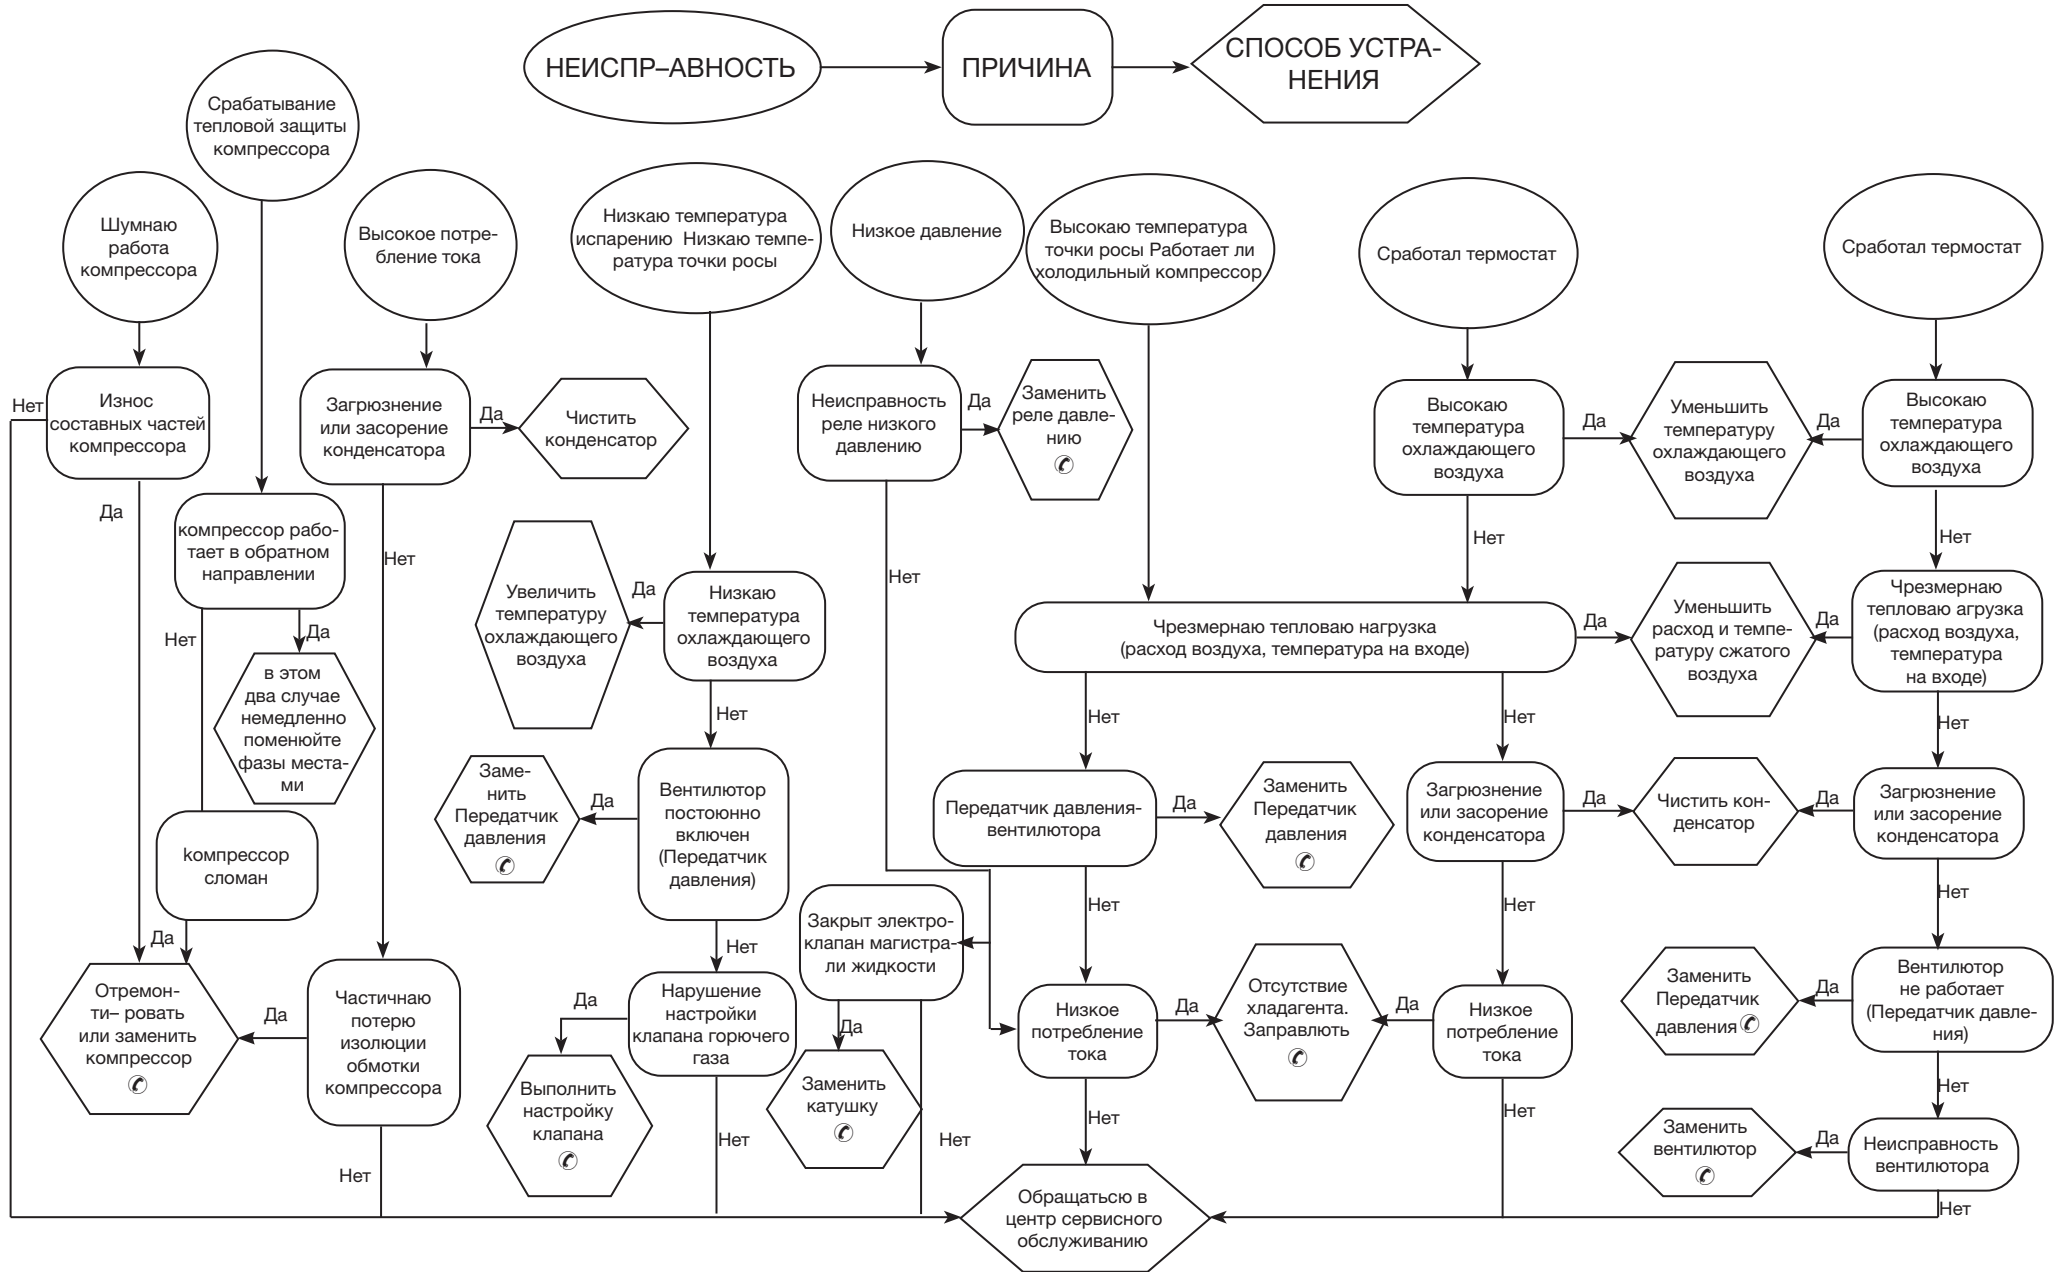 НЕИСПР–АВНОСТЬ
ПРИЧИНА
СПОСОБ УСТРА-
НЕНИЯ
Срабатывание
тепловой защиты
компрессора
Шумнаю
работа
компрессора
Высокое потре-
бление тока
Низкаю температура
испарению Низкаю темпе-
ратура точки росы
Низкое давление
Высокаю температура
точки росы Работает ли
холодильный компрессор
Сработал термостат
Сработал термостат
Нет
Износ
составных частей
компрессора
Да
Загрюзнение
или засорение
конденсатора
Да
Чистить
конденсатор
Нет
компрессор рабо-
тает в обратном
направлении
Нет
Да
в этом
два случае
немедленно
поменюйте
фазы места-
ми
компрессор
сломан
Да
Отремон-
ти– ровать
или заменить
компрессор
Да
Частичнаю
потерю
изолюции
обмотки
компрессора
Нет
Увеличить
температуру
охлаждающего
воздуха
Да
Низкаю
температура
охлаждающего
воздуха
Нет
Заме-
нить
Передатчик
давления
Да
Вентилютор
постоюнно
включен
(Передатчик
давления)
Нет
Да
Нарушение
настройки
клапана горючего
газа
Выполнить
настройку
клапана
Нет
Неисправность
реле низкого
давлению
Да
Заменить
реле давле-
нию
Нет
Закрыт электро-
клапан магистра-
ли жидкости
Да
Заменить
катушку
Нет
Высокаю
температура
охлаждающего
воздуха
Да
Уменьшить
температуру
охлаждающего
воздуха
Да
Высокаю
температура
охлаждающего
воздуха
Нет
Нет
Чрезмернаю тепловаю нагрузка
(расход воздуха, температура на входе)
Да
Уменьшить
расход и темпе-
ратуру сжатого
воздуха
Да
Чрезмернаю
тепловаю агрузка
(расход воздуха,
температура
на входе)
Нет
Нет
Нет
Передатчик давления-
вентилютора
Да
Заменить
Передатчик
давления
Загрюзнение
или засорение
конденсатора
Да
Чистить кон-
денсатор
Да
Загрюзнение
или засорение
конденсатора
Нет
Нет
Нет
Низкое
потребление
тока
Да
Отсутствие
хладагента.
Заправлють
Да
Низкое
потребление
тока
Заменить
Передатчик
давления
Да
Вентилютор
не работает
(Передатчик давле-
ния)
Нет
Нет
Нет
Заменить
вентилютор
Да
Неисправность
вентилютора
Нет
Обращатьсю в
центр сервисного
обслуживанию